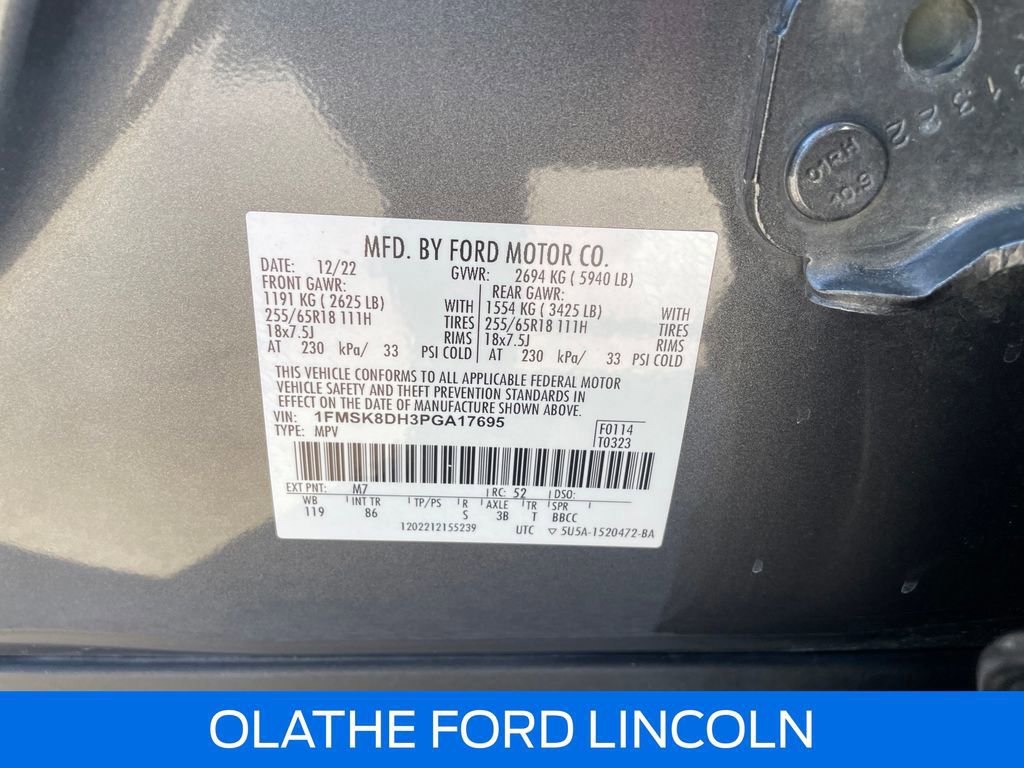 1322
HaLo
6.0t
MFD. BY FORD MOTOR CO.
DATE: 12/22 GVWR: 2694 KG ( 5940 LB)
FRONT GAWR: REAR GAWR:
1191 KG ( 2625 LB) WITH 1554 KG ( 3425 LB) WITH
255/65R18 111H TIRES 255/65R18 111H TIRES
18x7.5J RIMS 18x7.5J RIMS
AT 230 kPa/ 33 PSI COLD AT 230 kPa/ 33 PSI COLD
THIS VEHICLE CONFORMS TO ALL APPLICABLE FEDERAL MOTOR
VEHICLE SAFETY AND THEFT PREVENTION STANDARDS IN
EFFECT ON THE DATE OF MANUFACTURE SHOWN ABOVE.
VIN: 1FMSK8DH3PGA17695 F0114
TYPE: MPV T0323
EXT PNT: M7 RC: 52 DSO:
WB INT TR TP/PS R AXLE TR SPR
119 86 S 3B T BBCC
1202212155239 UTC ▽ 5U5A-1520472-BA
OLATHE FORD LINCOLN